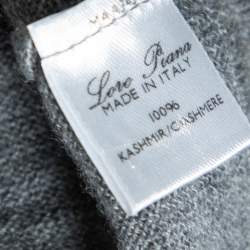 Loro Piana
MADE IN ITALY
100%
KASHMIR/CASHMERE